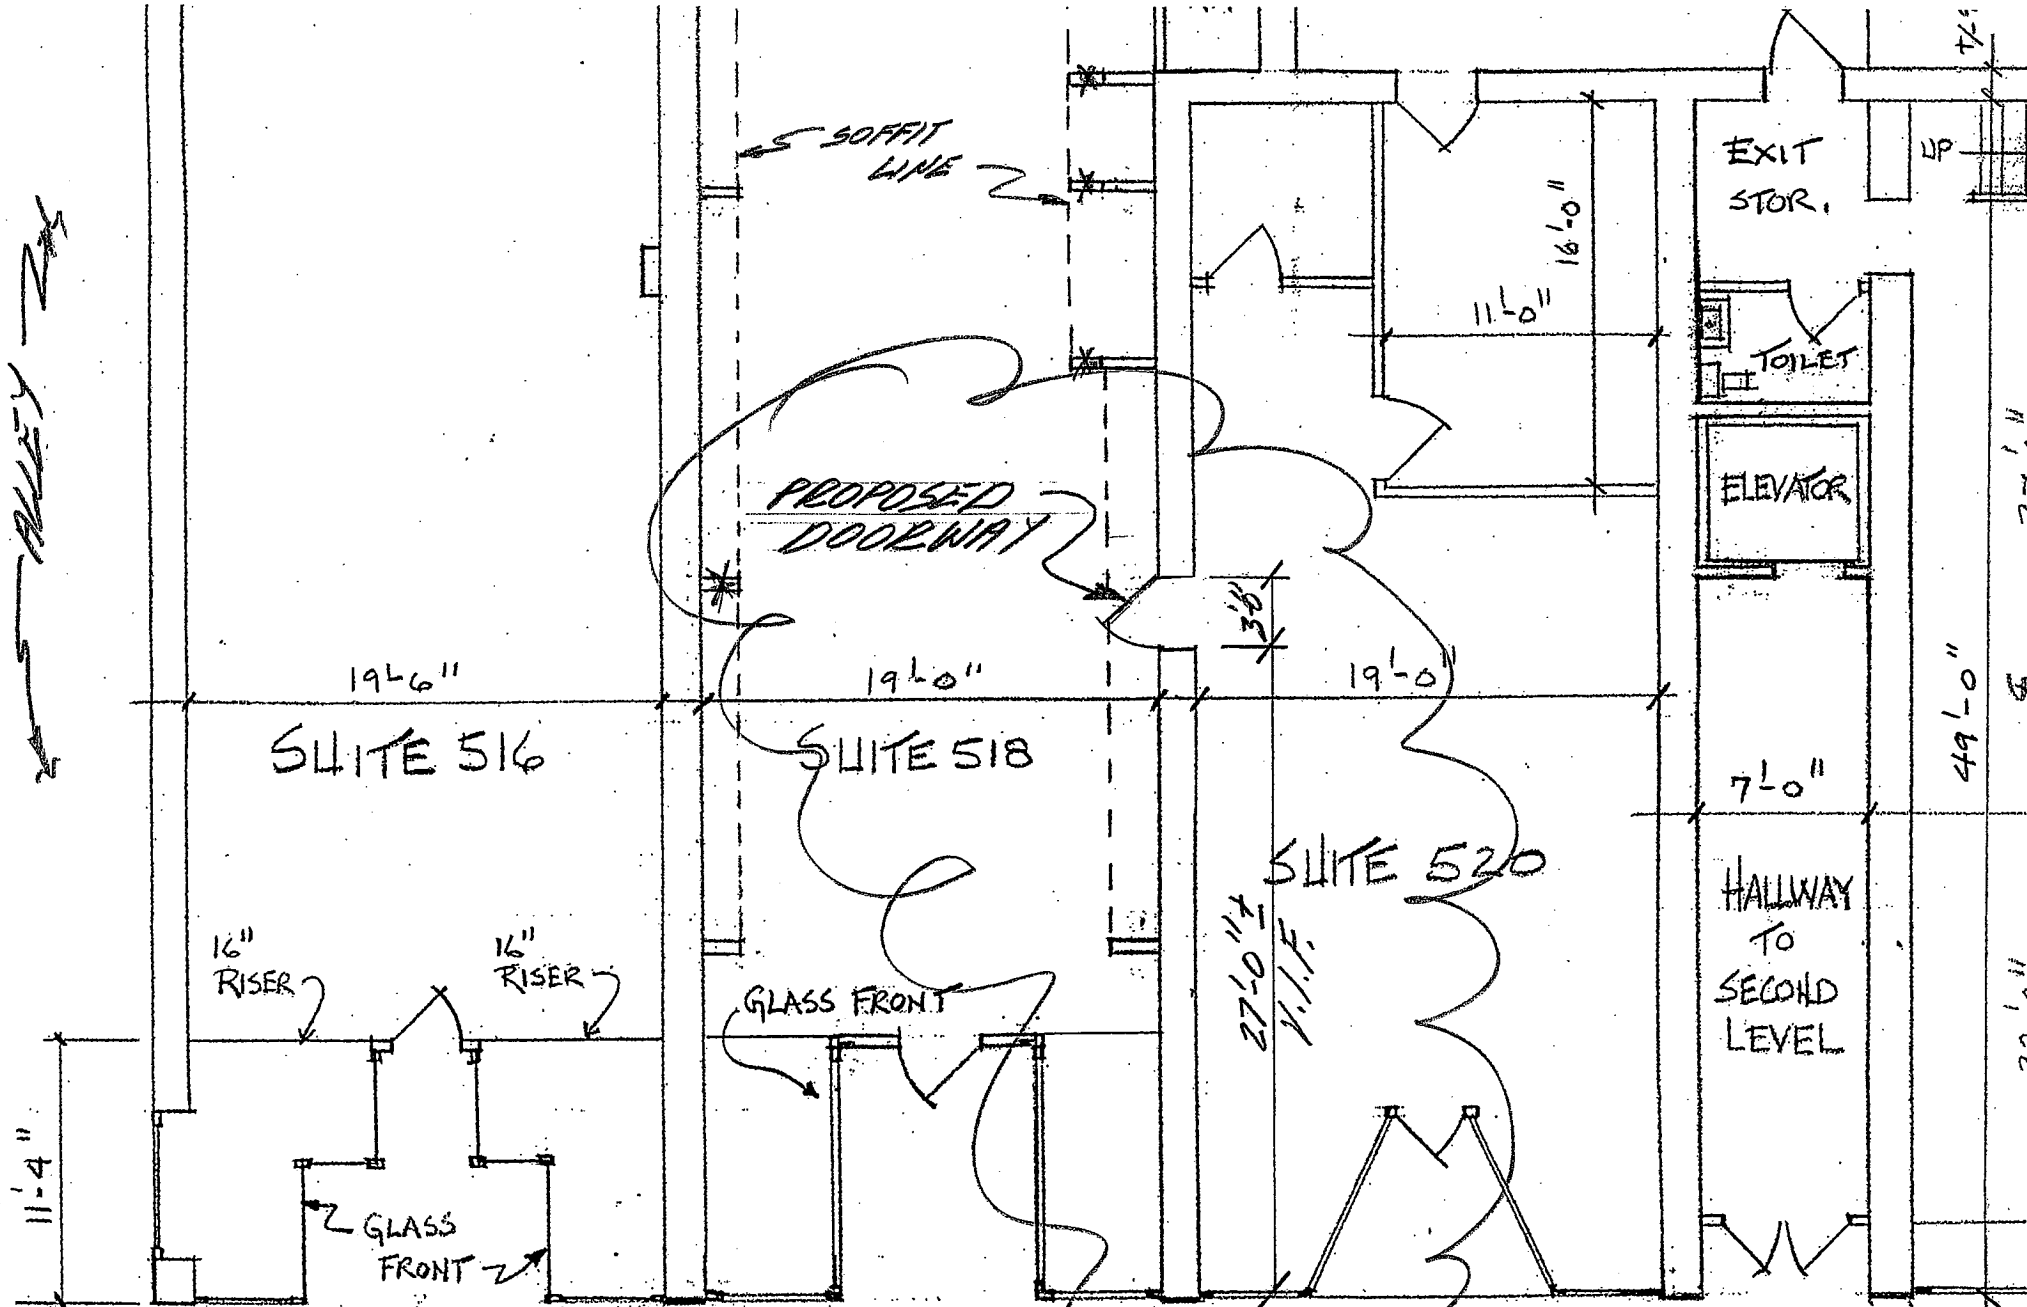 SOFFIT
LINE
EXIT
STOR.
UP
16'-0"
11'-0"
TOILET
ALLEY
PROPOSED
DOORWAY
ELEVATOR
3'6"
19'-6"
19'-0"
19'-0"
49'-0"
SUITE 516
SUITE 518
7'-0"
SUITE 520
HALLWAY
TO
SECOND
LEVEL
16"
RISER
16"
RISER
GLASS FRONT
27'-0"±
V.I.F.
11'-4"
GLASS
FRONT